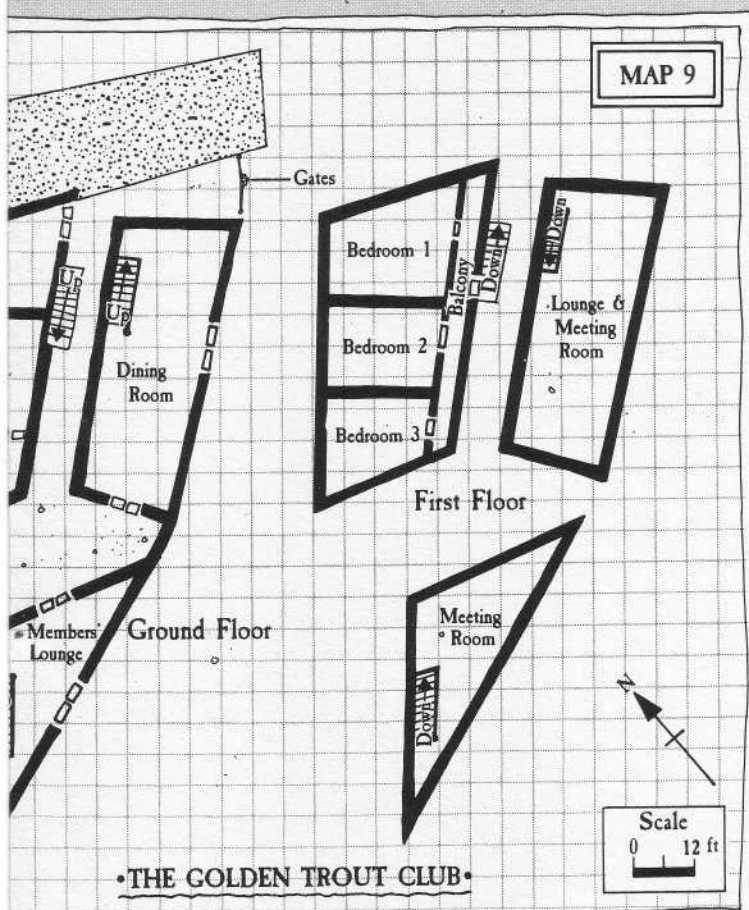 MAP 9
Gates
Bedroom 1
Balcony
Down
Down
Up
Up
Lounge &
Meeting
Room
Bedroom 2
Dining
Room
Bedroom 3
First Floor
Meeting
Room
Members'
Lounge
Ground Floor
Down
N
Scale
0 12 ft
•THE GOLDEN TROUT CLUB•